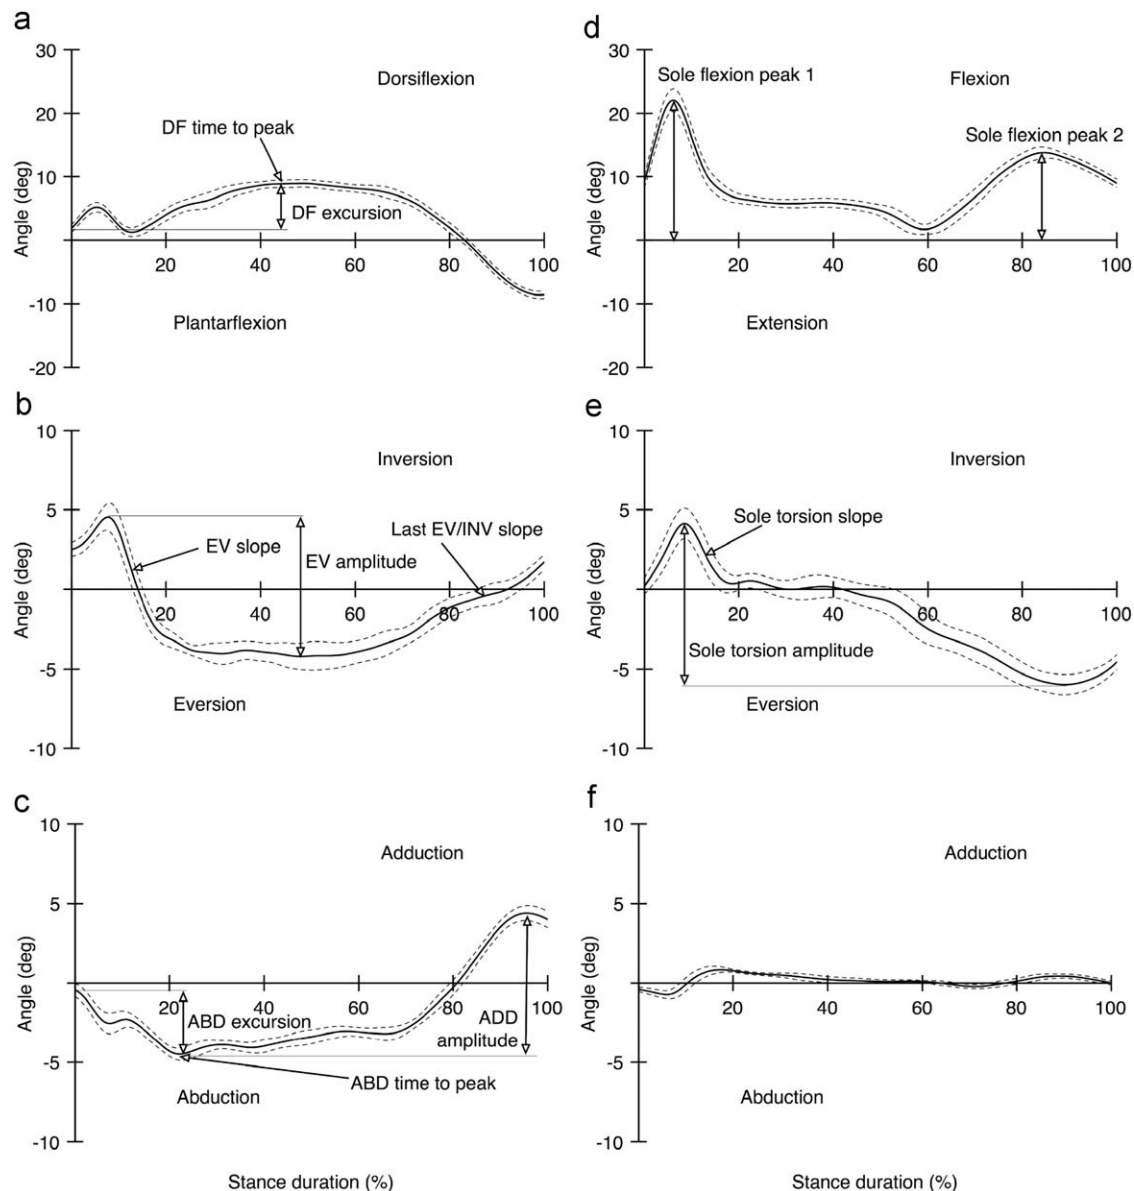 a
30
20
10
-10
-20
Angle (deg)
Dorsiflexion
DF time to peak
DF excursion
20
40
60
80
100
Plantarflexion
d
30
20
10
-10
-20
Angle (deg)
Sole flexion peak 1
Flexion
Sole flexion peak 2
20
40
60
80
100
Extension
b
10
5
-5
-10
Angle (deg)
Inversion
Last EV/INV slope
EV slope
EV amplitude
20
40
60
80
100
Eversion
e
10
5
-5
-10
Angle (deg)
Inversion
Sole torsion slope
20
40
60
80
100
Sole torsion amplitude
Eversion
c
10
5
-5
-10
Angle (deg)
Adduction
20
40
60
80
100
ABD excursion
ADD
amplitude
ABD time to peak
Abduction
Stance duration (%)
f
10
5
-5
-10
Angle (deg)
Adduction
20
40
60
80
100
Abduction
Stance duration (%)